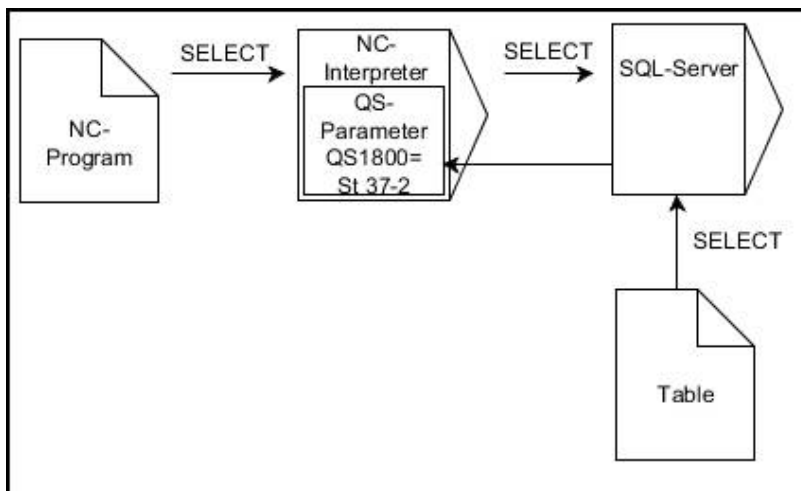 NC-
Program
SELECT
NC-
Interpreter
QS-
Parameter
QS1800=
St 37-2
SELECT
SQL-Server
SELECT
Table